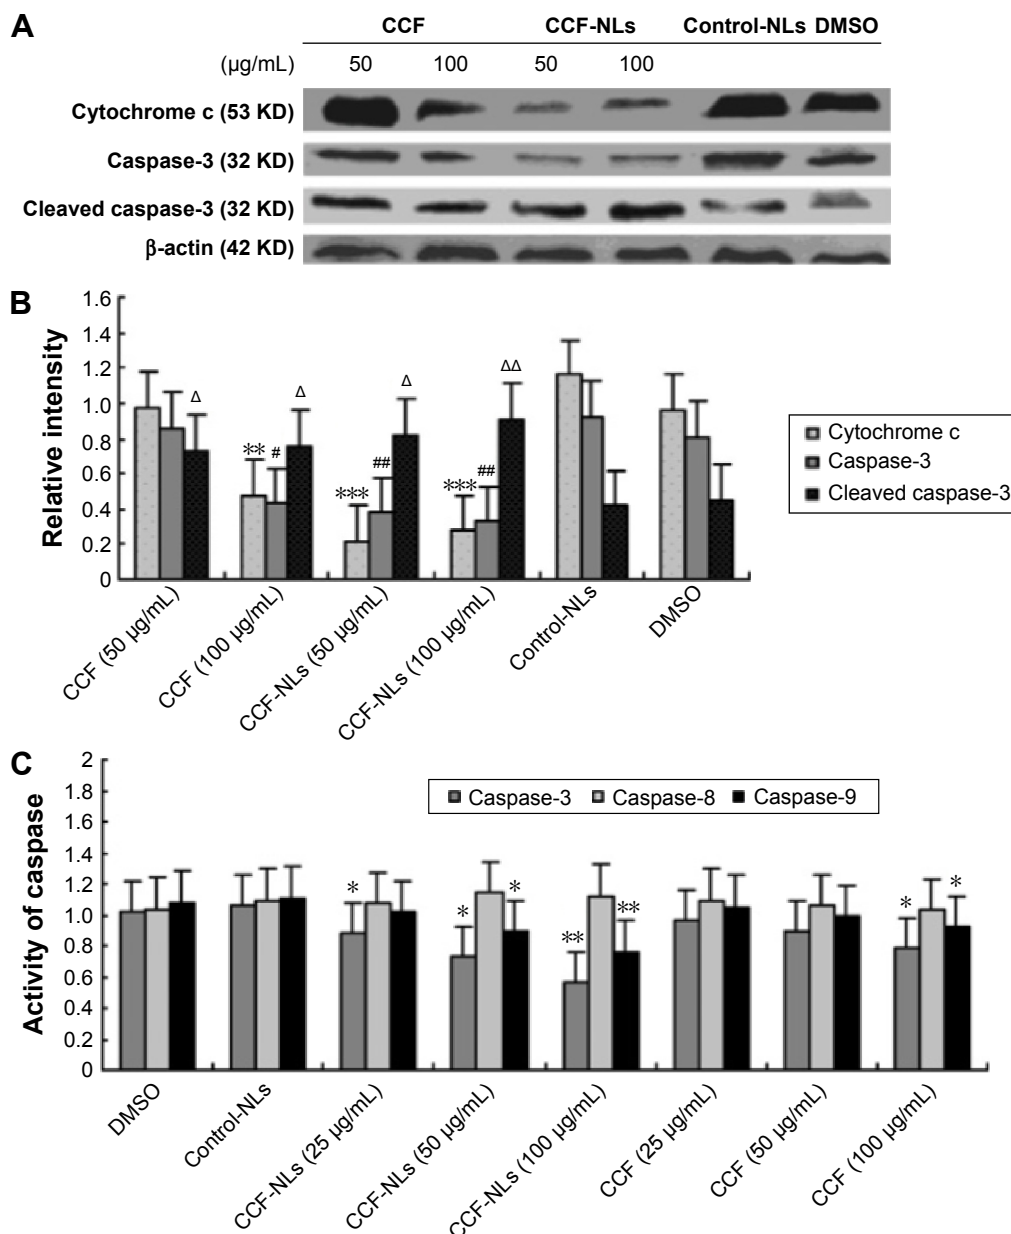 A
CCF CCF-NLs Control-NLs DMSO
(µg/mL) 50 100 50 100
Cytochrome c (53 KD)
Caspase-3 (32 KD)
Cleaved caspase-3 (32 KD)
β-actin (42 KD)
B
Relative intensity
1.6
1.4
1.2
1.0
0.8
0.6
0.4
0.2
0
Δ
** # Δ
*** ## Δ
*** ## ΔΔ
CCF (50 µg/mL)
CCF (100 µg/mL)
CCF-NLs (50 µg/mL)
CCF-NLs (100 µg/mL)
Control-NLs
DMSO
Cytochrome c
Caspase-3
Cleaved caspase-3
C
Activity of caspase
2
1.8
1.6
1.4
1.2
1.0
0.8
0.6
0.4
0.2
0
Caspase-3 Caspase-8 Caspase-9
*
* *
** **
* *
DMSO
Control-NLs
CCF-NLs (25 µg/mL)
CCF-NLs (50 µg/mL)
CCF-NLs (100 µg/mL)
CCF (25 µg/mL)
CCF (50 µg/mL)
CCF (100 µg/mL)